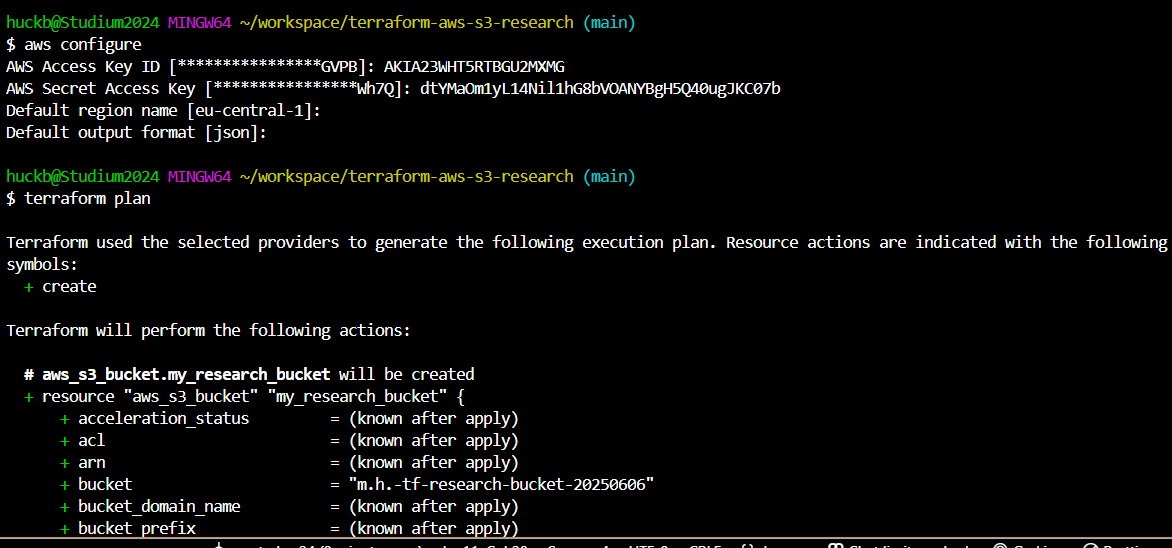 huckb@Studium2024 MINGW64 ~/workspace/terraform-aws-s3-research (main)
$ aws configure
AWS Access Key ID [****************GVPB]: AKIA23WHT5RTBGU2MXMG
AWS Secret Access Key [****************Wh7Q]: 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
Default region name [eu-central-1]:
Default output format [json]:
huckb@Studium2024 MINGW64 ~/workspace/terraform-aws-s3-research (main)
$ terraform plan
Terraform used the selected providers to generate the following execution plan. Resource actions are indicated with the following
symbols:
+ create
Terraform will perform the following actions:
# aws_s3_bucket.my_research_bucket will be created
+ resource "aws_s3_bucket" "my_research_bucket" {
+ acceleration_status = (known after apply)
+ acl = (known after apply)
+ arn = (known after apply)
+ bucket = "m.h.-tf-research-bucket-20250606"
+ bucket_domain_name = (known after apply)
+ bucket_prefix = (known after apply)